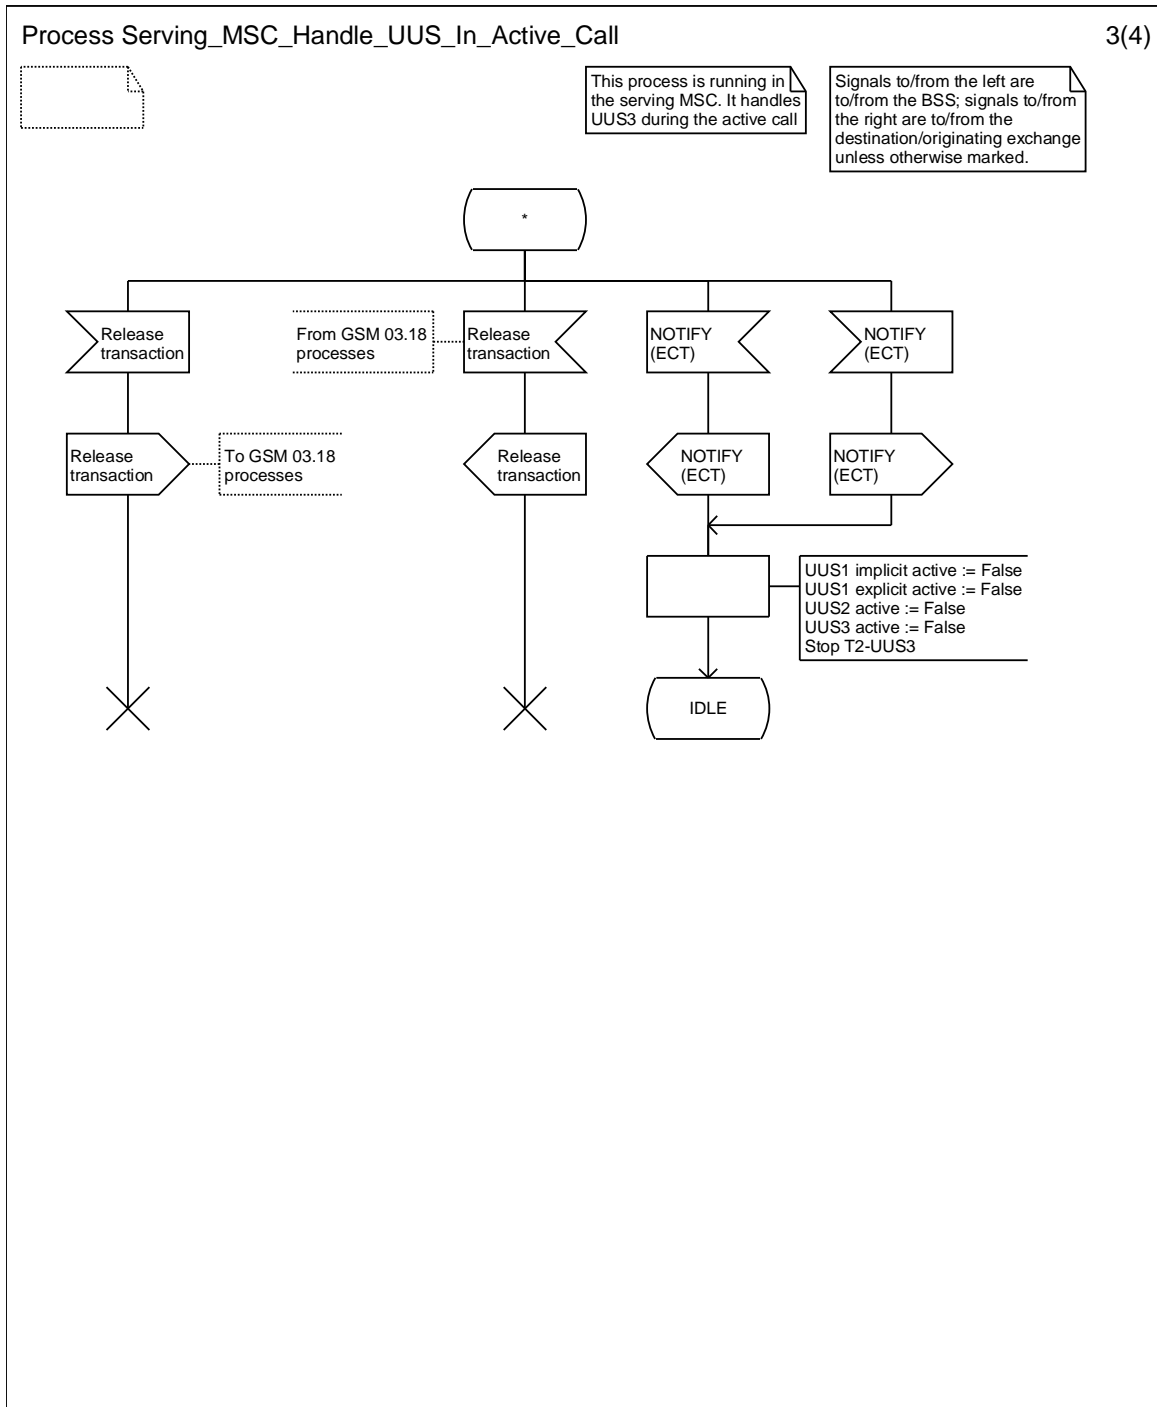 Process Serving_MSC_Handle_UUS_In_Active_Call
3(4)
This process is running in
the serving MSC. It handles
UUS3 during the active call
Signals to/from the left are
to/from the BSS; signals to/from
the right are to/from the
destination/originating exchange
unless otherwise marked.
*
Release
transaction
From GSM 03.18
processes
Release
transaction
NOTIFY
(ECT)
NOTIFY
(ECT)
Release
transaction
To GSM 03.18
processes
Release
transaction
NOTIFY
(ECT)
NOTIFY
(ECT)
UUS1 implicit active := False
UUS1 explicit active := False
UUS2 active := False
UUS3 active := False
Stop T2-UUS3
IDLE